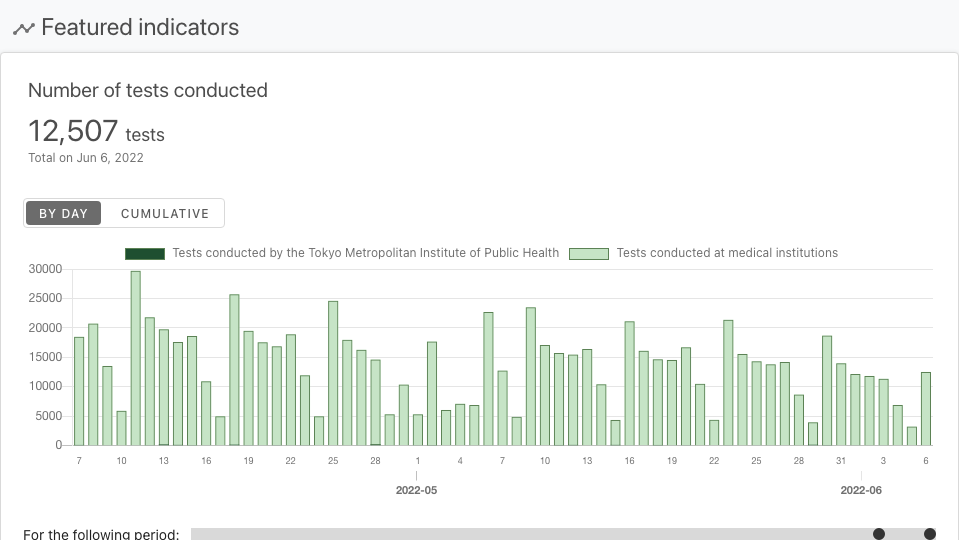 Featured indicators
Number of tests conducted
12,507 tests
Total on Jun 6, 2022
BY DAY CUMULATIVE
Tests conducted by the Tokyo Metropolitan Institute of Public Health Tests conducted at medical institutions
30000
25000
20000
15000
10000
5000
0
7 10 13 16 19 22 25 28 1 4 7 10 13 16 19 22 25 28 31 3 6
2022-05 2022-06
For the following period: